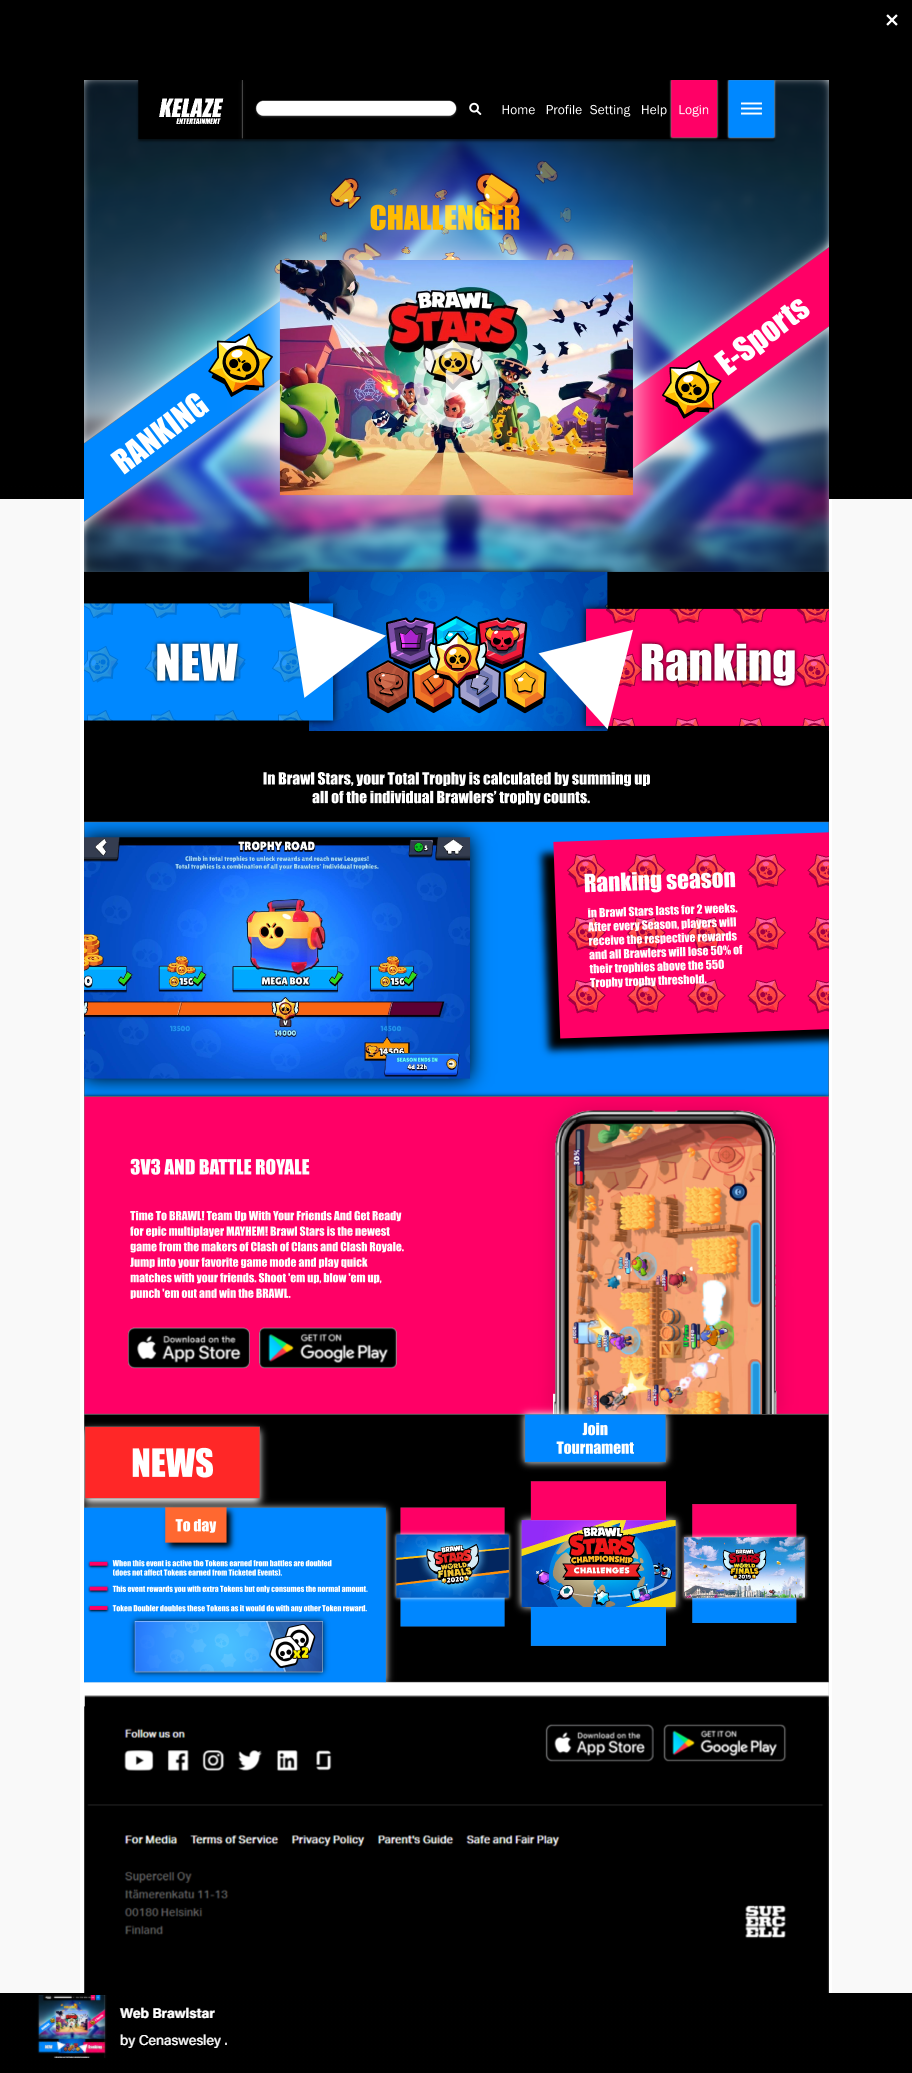 KELAZE
ENTERTAINMENT
Home Profile Setting Help Login
CHALLENGER
BRAWL
STARS
RANKING
E-Sports
NEW
Ranking
In Brawl Stars, your Total Trophy is calculated by summing up
all of the individual Brawlers' trophy counts.
TROPHY ROAD
Climb in total trophies to unlock rewards and reach new Leagues!
Total trophies is a combination of all your Brawlers' individual trophies.
5
0
150
MEGA BOX
150
V
13500
14000
14500
14506
SEASON ENDS IN
4d 22h
Ranking season
in Brawl Stars lasts for 2 weeks.
After every Season, players will
receive the respective rewards
and all Brawlers will lose 50% of
their trophies above the 550
Trophy trophy threshold.
3V3 AND BATTLE ROYALE
Time To BRAWL! Team Up With Your Friends And Get Ready
for epic multiplayer MAYHEM! Brawl Stars is the newest
game from the makers of Clash of Clans and Clash Royale.
Jump into your favorite game mode and play quick
matches with your friends. Shoot 'em up, blow 'em up,
punch 'em out and win the BRAWL.
Download on the
App Store
GET IT ON
Google Play
30%
NEWS
Join
Tournament
To day
When this event is active the Tokens earned from battles are doubled
(does not affect Tokens earned from Ticketed Events).
This event rewards you with extra Tokens but only consumes the normal amount.
Token Doubler doubles these Tokens as it would do with any other Token reward.
x2
BRAWL
STARS
WORLD
FINALS
2020
BRAWL
STARS
CHAMPIONSHIP
CHALLENGES
BRAWL
STARS
WORLD
FINALS
2019
Follow us on
Download on the
App Store
GET IT ON
Google Play
For Media Terms of Service Privacy Policy Parent's Guide Safe and Fair Play
Supercell Oy
Itämerenkatu 11-13
00180 Helsinki
Finland
SUP
ERC
ELL
Web Brawlstar
by Cenaswesley .